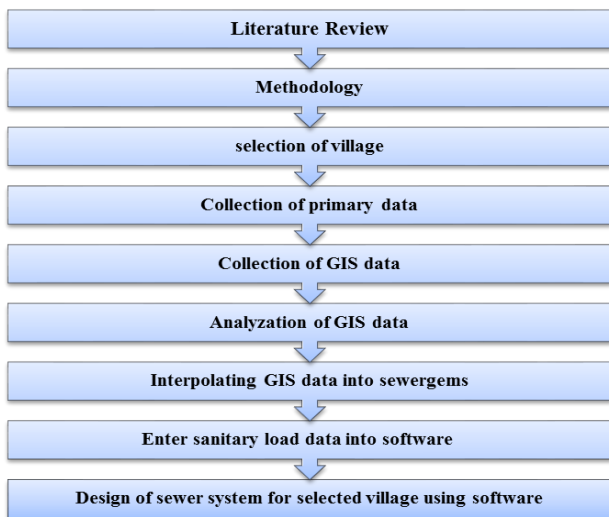 Literature Review
Methodology
selection of village
Collection of primary data
Collection of GIS data
Analyzation of GIS data
Interpolating GIS data into sewergems
Enter sanitary load data into software
Design of sewer system for selected village using software